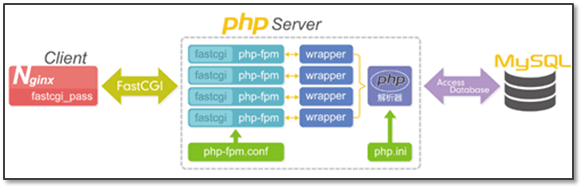 php Server
Client
Nginx
fastcgi_pass
FastCGI
fastcgi php-fpm wrapper
fastcgi php-fpm wrapper
fastcgi php-fpm wrapper
fastcgi php-fpm wrapper
php-fpm.conf
php
解析器
php.ini
Access
Database
MySQL